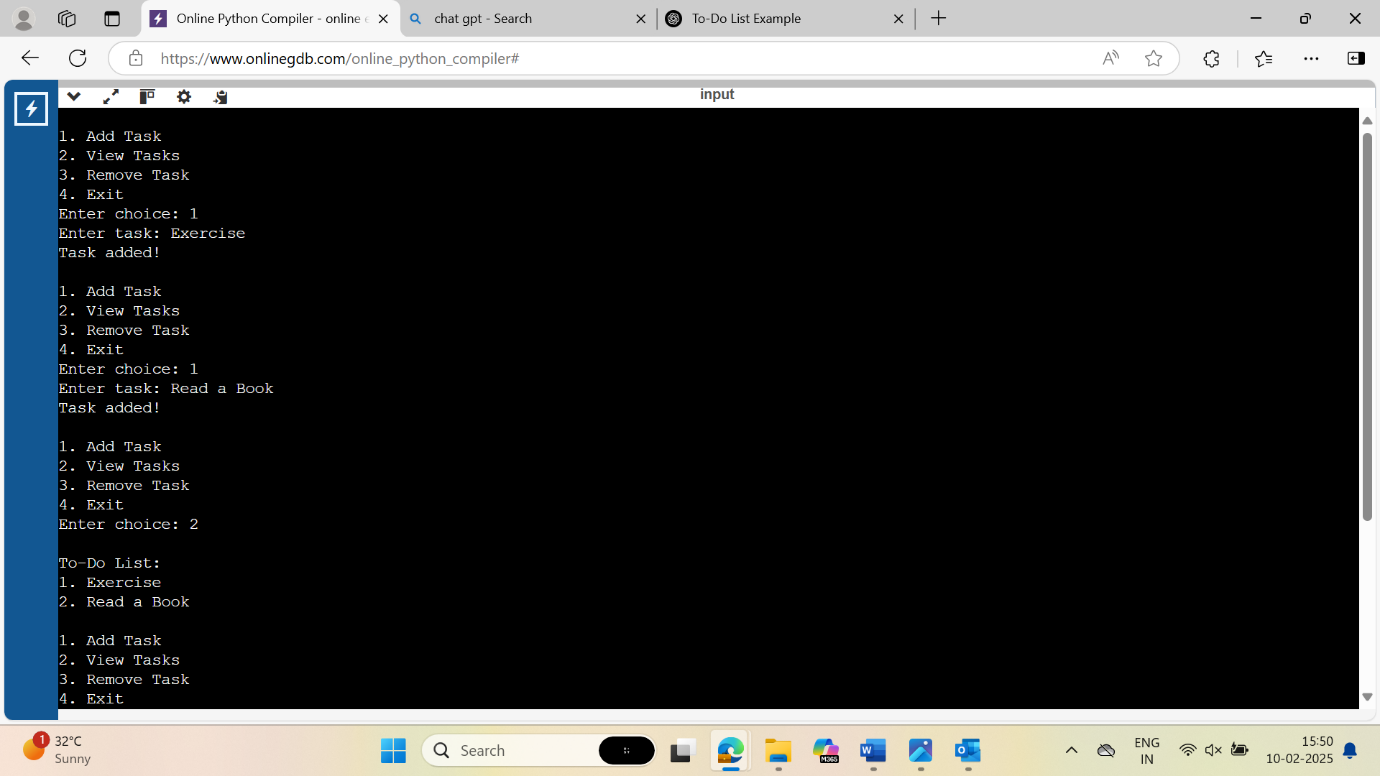 Online Python Compiler - online e
chat gpt - Search
To-Do List Example
https://www.onlinegdb.com/online_python_compiler#
input
1. Add Task
2. View Tasks
3. Remove Task
4. Exit
Enter choice: 1
Enter task: Exercise
Task added!
1. Add Task
2. View Tasks
3. Remove Task
4. Exit
Enter choice: 1
Enter task: Read a Book
Task added!
1. Add Task
2. View Tasks
3. Remove Task
4. Exit
Enter choice: 2
To-Do List:
1. Exercise
2. Read a Book
1. Add Task
2. View Tasks
3. Remove Task
4. Exit
1
32°C
Sunny
Search
M365
ENG
IN
15:50
10-02-2025